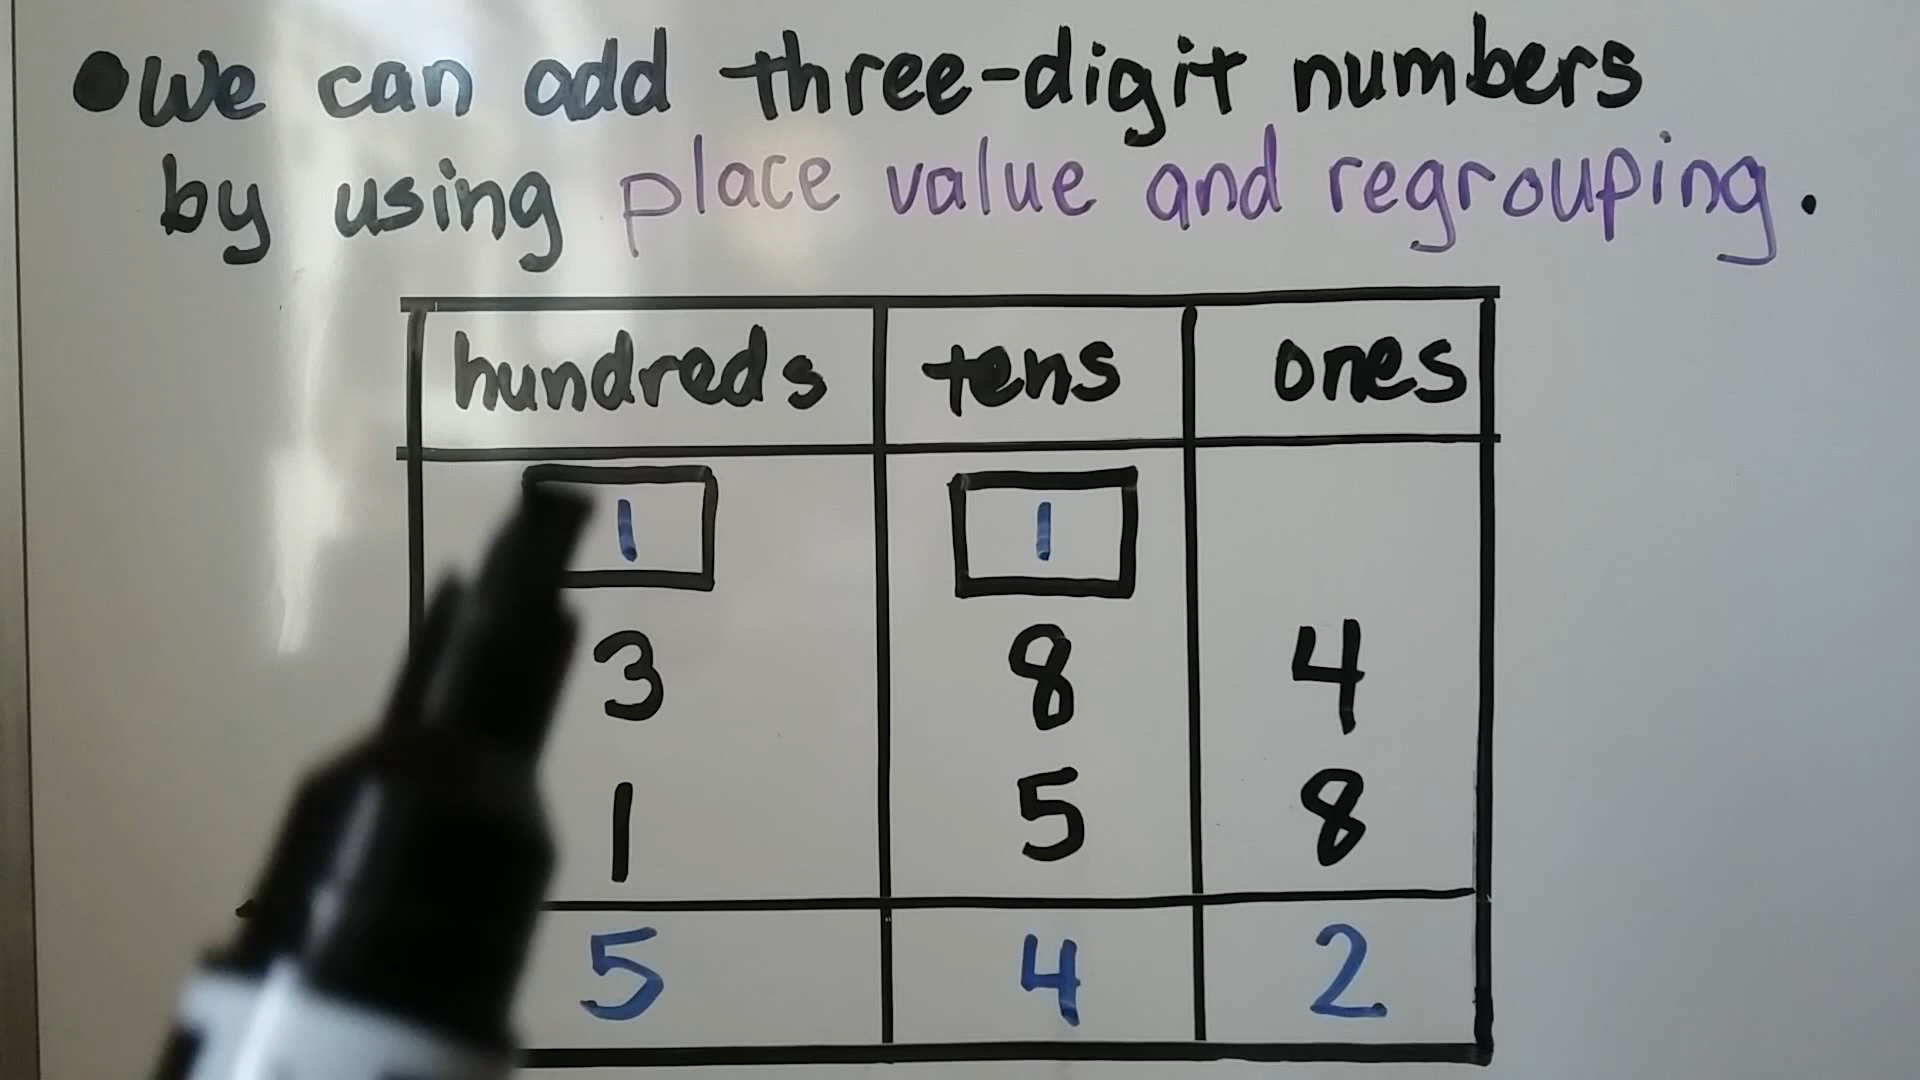 • We can add three-digit numbers
by using place value and regrouping.
hundreds tens ones
1 1
3 8 4
1 5 8
5 4 2